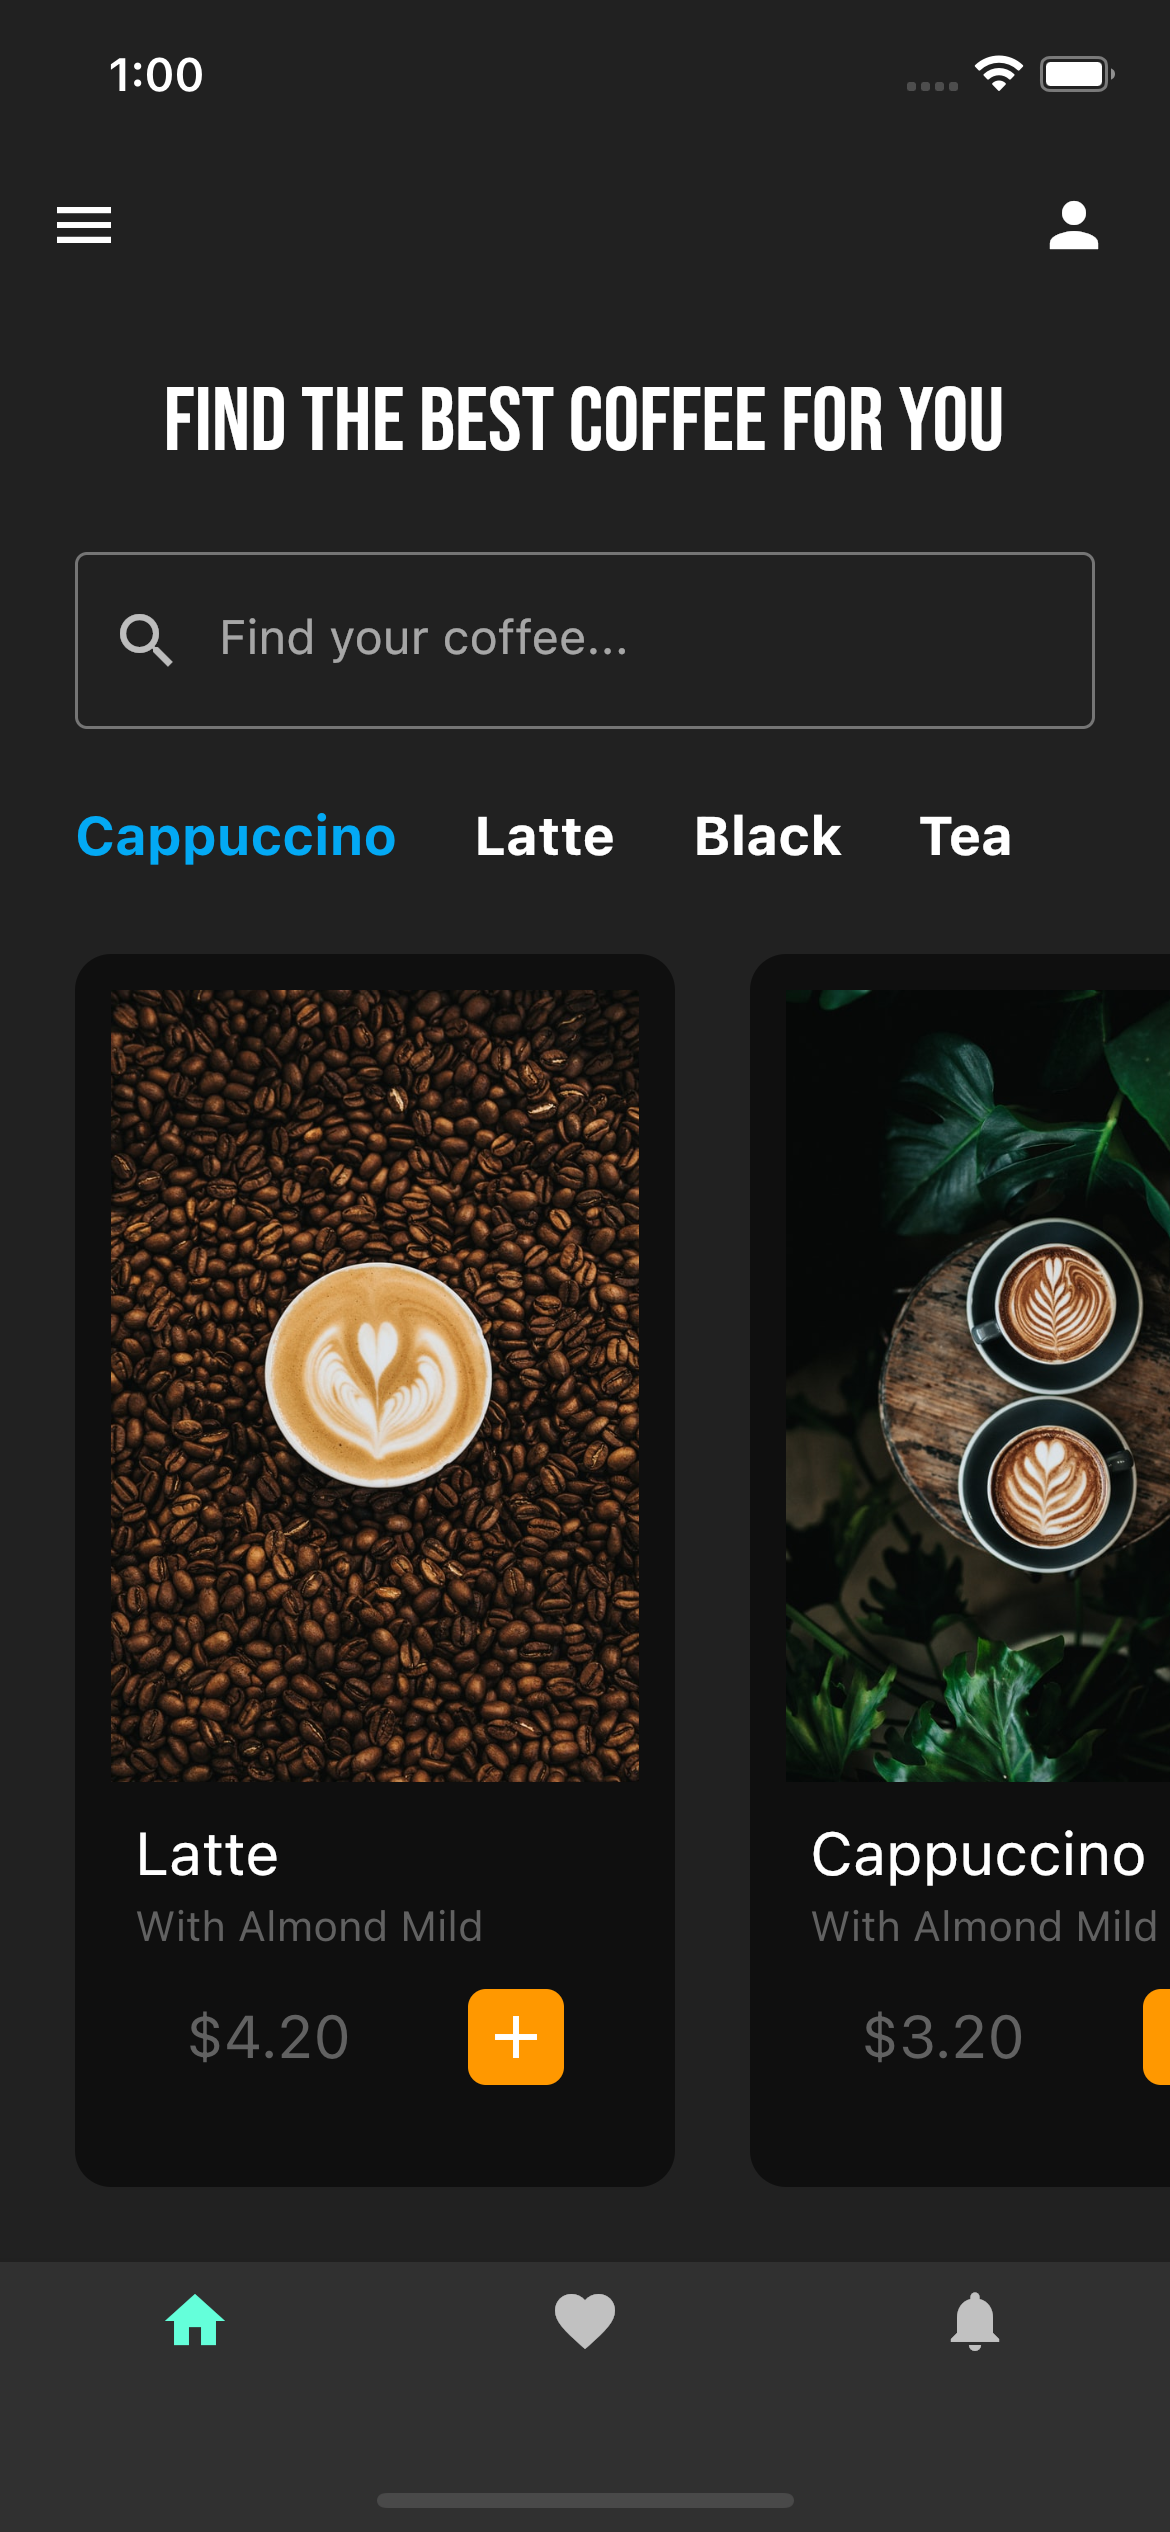 1:00
FIND THE BEST COFFEE FOR YOU
Find your coffee...
Cappuccino Latte Black Tea
Latte
With Almond Mild
$4.20
Cappuccino
With Almond Mild
$3.20